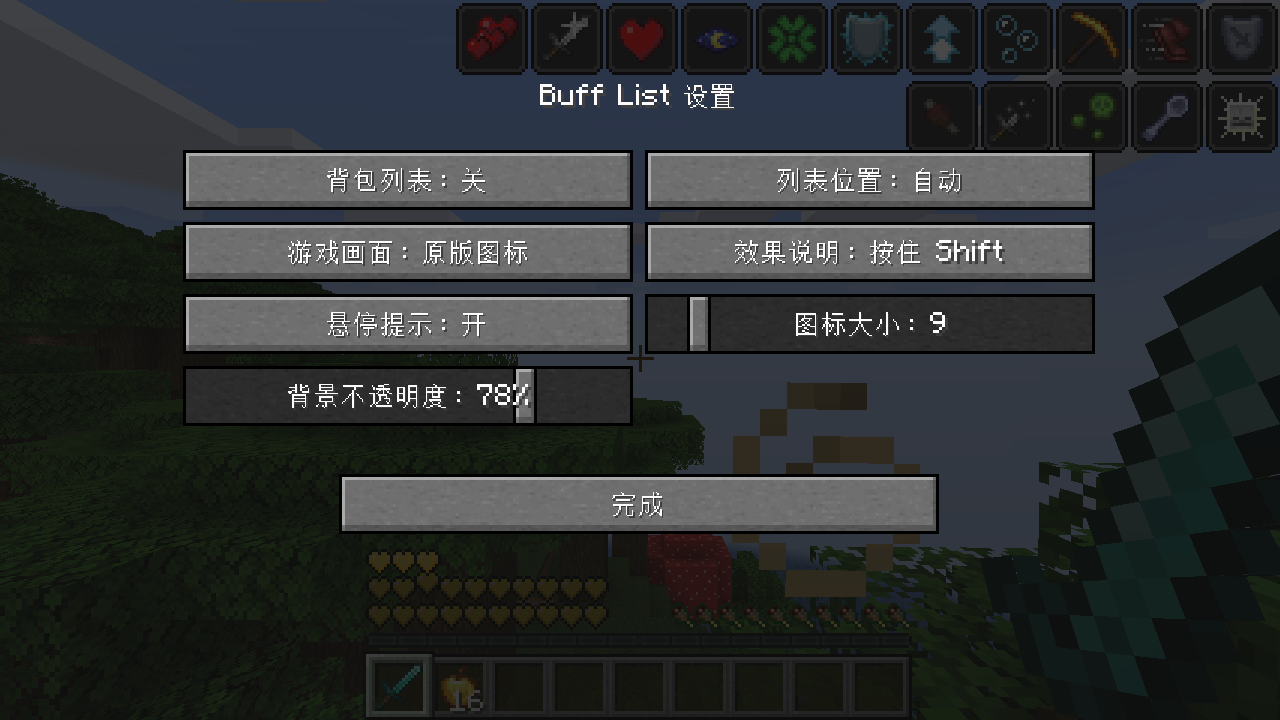 Buff List 设置
背包列表：关
列表位置：自动
游戏画面：原版图标
效果说明：按住 Shift
悬停提示：开
图标大小：9
背景不透明度：78%
完成
16